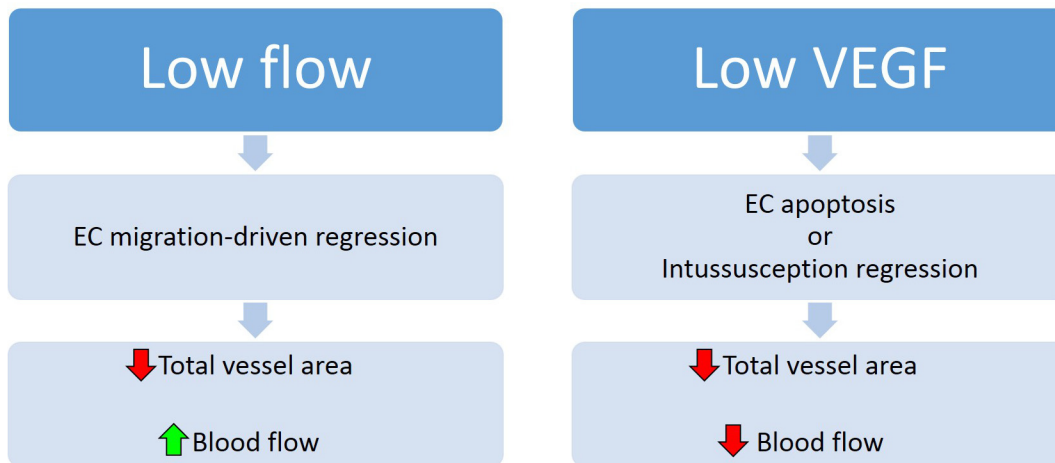 Low flow
EC migration-driven regression
Total vessel area
Blood flow
Low VEGF
EC apoptosis
or
Intussusception regression
Total vessel area
Blood flow